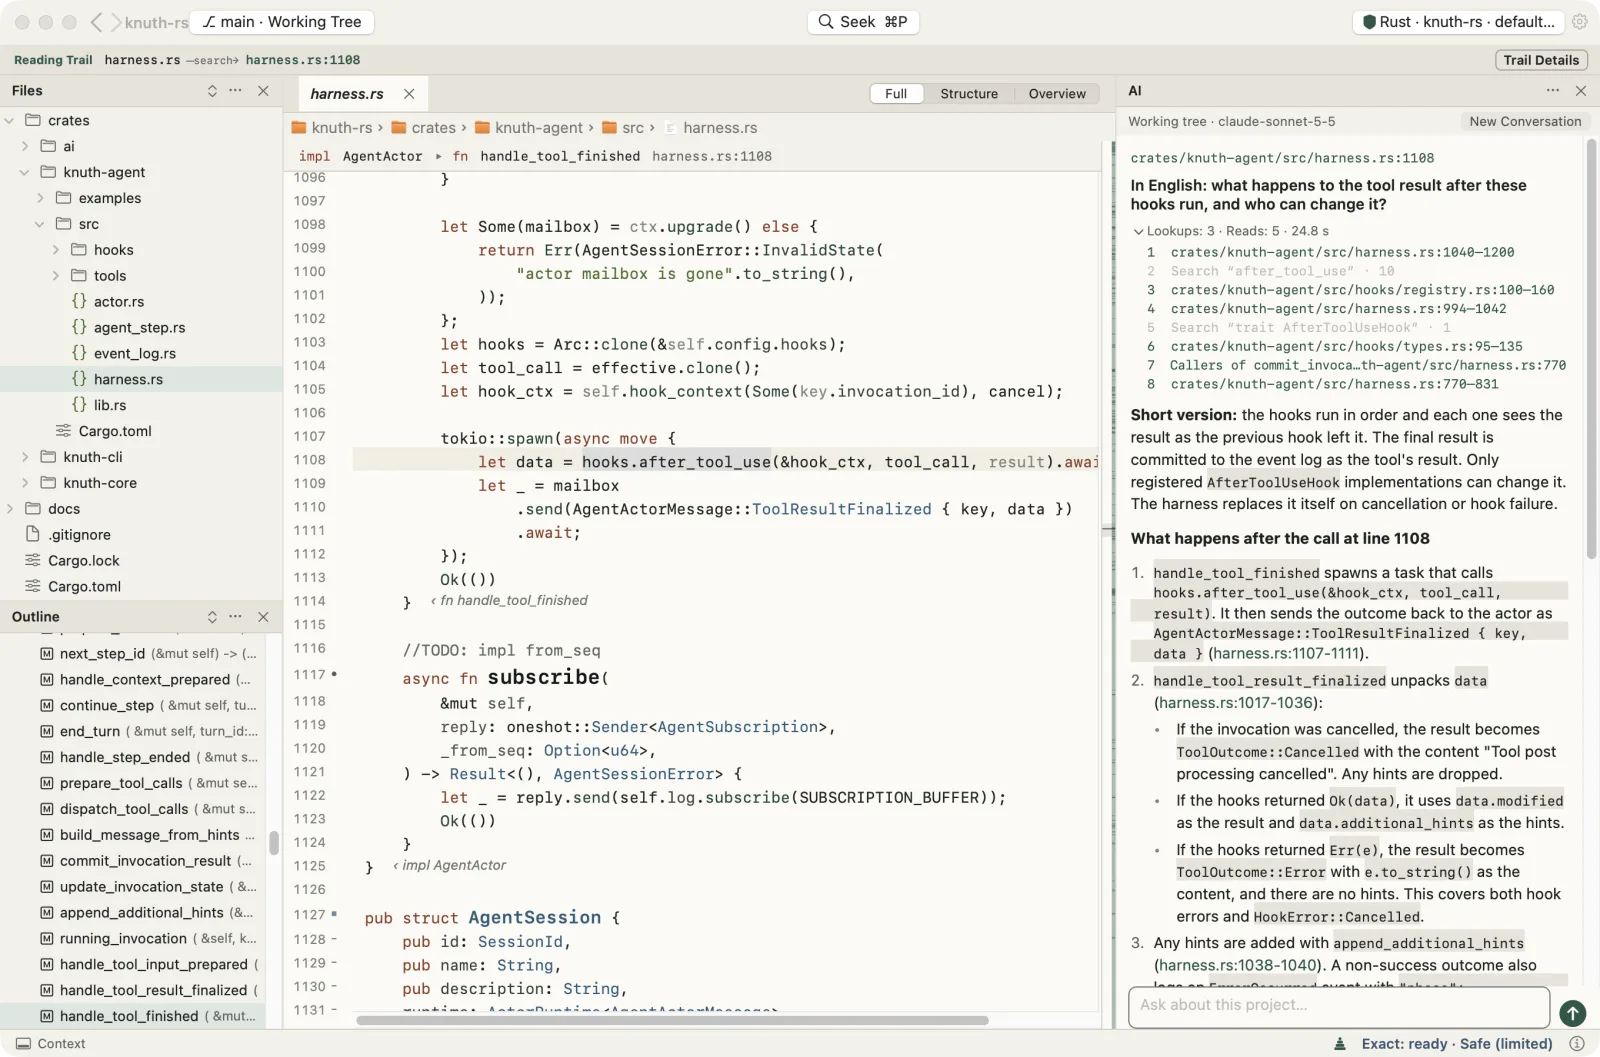 knuth-rs main · Working Tree Seek ⌘P Rust · knuth-rs · default...
Reading Trail harness.rs —search→ harness.rs:1108 Trail Details
Files
crates
ai
knuth-agent
examples
src
hooks
tools
{} actor.rs
{} agent_step.rs
{} event_log.rs
{} harness.rs
{} lib.rs
Cargo.toml
knuth-cli
knuth-core
docs
.gitignore
Cargo.lock
Cargo.toml
Outline
M next_step_id (&mut self) -> (...
M handle_context_prepared (...
M continue_step ( &mut self, tu...
M end_turn ( &mut self, turn_id:...
M handle_step_ended ( &mut s...
M prepare_tool_calls ( &mut se...
M dispatch_tool_calls ( &mut s...
M build_message_from_hints ...
M commit_invocation_result (...
M update_invocation_state ( &...
M append_additional_hints (&...
M running_invocation ( &self, k...
M handle_tool_input_prepared (
M handle_tool_result_finalized (
M handle_tool_finished ( &mut...
harness.rs Full Structure Overview
knuth-rs › crates › knuth-agent › src › harness.rs
impl AgentActor ▸ fn handle_tool_finished harness.rs:1108
1096 }
1097
1098 let Some(mailbox) = ctx.upgrade() else {
1099 return Err(AgentSessionError::InvalidState(
1100 "actor mailbox is gone".to_string(),
1101 ));
1102 };
1103 let hooks = Arc::clone(&self.config.hooks);
1104 let tool_call = effective.clone();
1105 let hook_ctx = self.hook_context(Some(key.invocation_id), cancel);
1106
1107 tokio::spawn(async move {
1108 let data = hooks.after_tool_use(&hook_ctx, tool_call, result).awai
1109 let _ = mailbox
1110 .send(AgentActorMessage::ToolResultFinalized { key, data })
1111 .await;
1112 });
1113 Ok(())
1114 } ‹ fn handle_tool_finished
1115
1116 //TODO: impl from_seq
1117 async fn subscribe(
1118 &mut self,
1119 reply: oneshot::Sender<AgentSubscription>,
1120 _from_seq: Option<u64>,
1121 ) -> Result<(), AgentSessionError> {
1122 let _ = reply.send(self.log.subscribe(SUBSCRIPTION_BUFFER));
1123 Ok(())
1124 }
1125 } ‹ impl AgentActor
1126
1127 pub struct AgentSession {
1128 pub id: SessionId,
1129 pub name: String,
1130 pub description: String,
1131 runtime: ActorRuntime<AgentActorMessage>
AI
Working tree · claude-sonnet-5-5 New Conversation
crates/knuth-agent/src/harness.rs:1108
In English: what happens to the tool result after these
hooks run, and who can change it?
Lookups: 3 · Reads: 5 · 24.8 s
1 crates/knuth-agent/src/harness.rs:1040–1200
2 Search “after_tool_use” · 10
3 crates/knuth-agent/src/hooks/registry.rs:100–160
4 crates/knuth-agent/src/harness.rs:994–1042
5 Search “trait AfterToolUseHook” · 1
6 crates/knuth-agent/src/hooks/types.rs:95–135
7 Callers of commit_invoca…th-agent/src/harness.rs:770
8 crates/knuth-agent/src/harness.rs:770–831
Short version: the hooks run in order and each one sees the
result as the previous hook left it. The final result is
committed to the event log as the tool's result. Only
registered AfterToolUseHook implementations can change it.
The harness replaces it itself on cancellation or hook failure.
What happens after the call at line 1108
1. handle_tool_finished spawns a task that calls
hooks.after_tool_use(&hook_ctx, tool_call,
result). It then sends the outcome back to the actor as
AgentActorMessage::ToolResultFinalized { key,
data } (harness.rs:1107-1111).
2. handle_tool_result_finalized unpacks data
(harness.rs:1017-1036):
• If the invocation was cancelled, the result becomes
ToolOutcome::Cancelled with the content "Tool post
processing cancelled". Any hints are dropped.
• If the hooks returned Ok(data), it uses data.modified
as the result and data.additional_hints as the hints.
• If the hooks returned Err(e), the result becomes
ToolOutcome::Error with e.to_string() as the
content, and there are no hints. This covers both hook
errors and HookError::Cancelled.
3. Any hints are added with append_additional_hints
(harness.rs:1038-1040). A non-success outcome also
Ask about this project...
Context Exact: ready · Safe (limited)